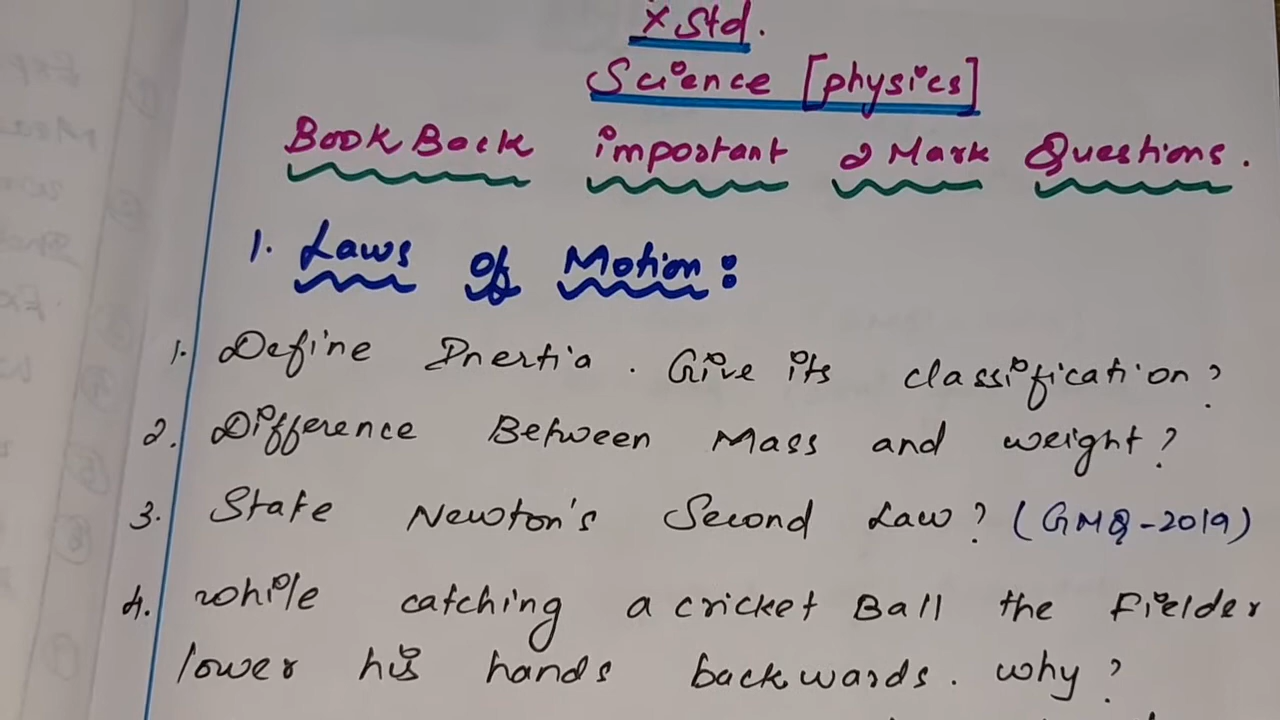 X Std.
Science [physics]
Book Back important 2 Mark Questions.
1. Laws of Motion:
1. Define Inertia. Give its classification?
2. Difference Between Mass and weight?
3. State Newton's Second Law? (GMQ-2019)
4. while catching a cricket Ball the Fielder
lower his hands backwards. why?